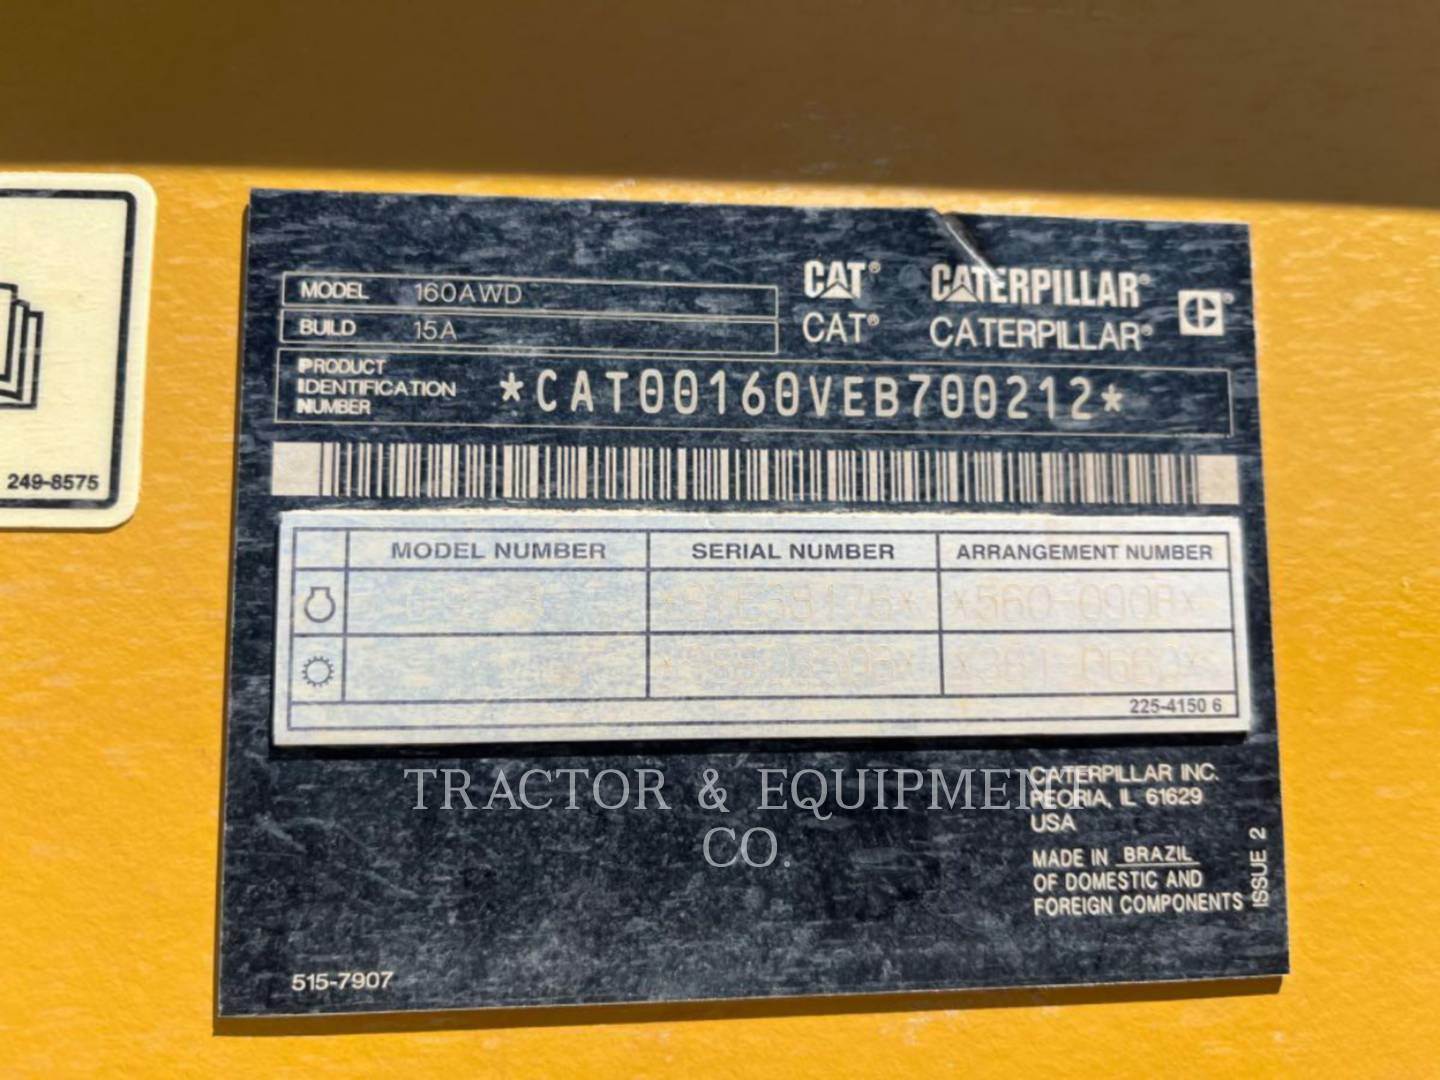 MODEL 160AWD
BUILD 15A
CAT® CATERPILLAR®
CAT® CATERPILLAR®
PRODUCT
IDENTIFICATION
NUMBER
*CAT00160VEB700212*
249-8575
MODEL NUMBER SERIAL NUMBER ARRANGEMENT NUMBER
225-4150 6
TRACTOR & EQUIPMENT
CO.
CATERPILLAR INC.
PEORIA, IL 61629
USA
MADE IN BRAZIL
OF DOMESTIC AND
FOREIGN COMPONENTS
ISSUE 2
515-7907